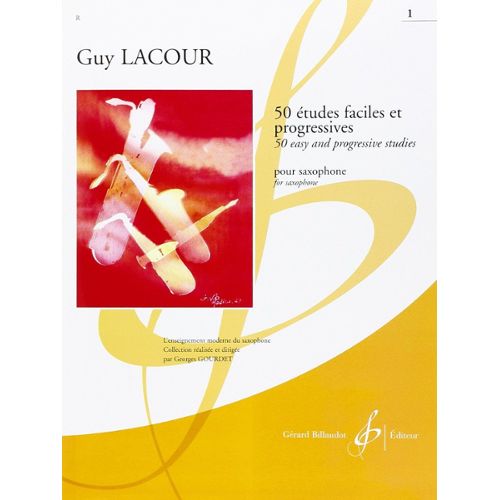 R
1
Guy LACOUR
50 études faciles et
progressives
50 easy and progressive studies
pour saxophone
for saxophone
L'enseignement moderne du saxophone
Collection réalisée et dirigée
par Georges GOURDET
Gérard Billaudot Éditeur